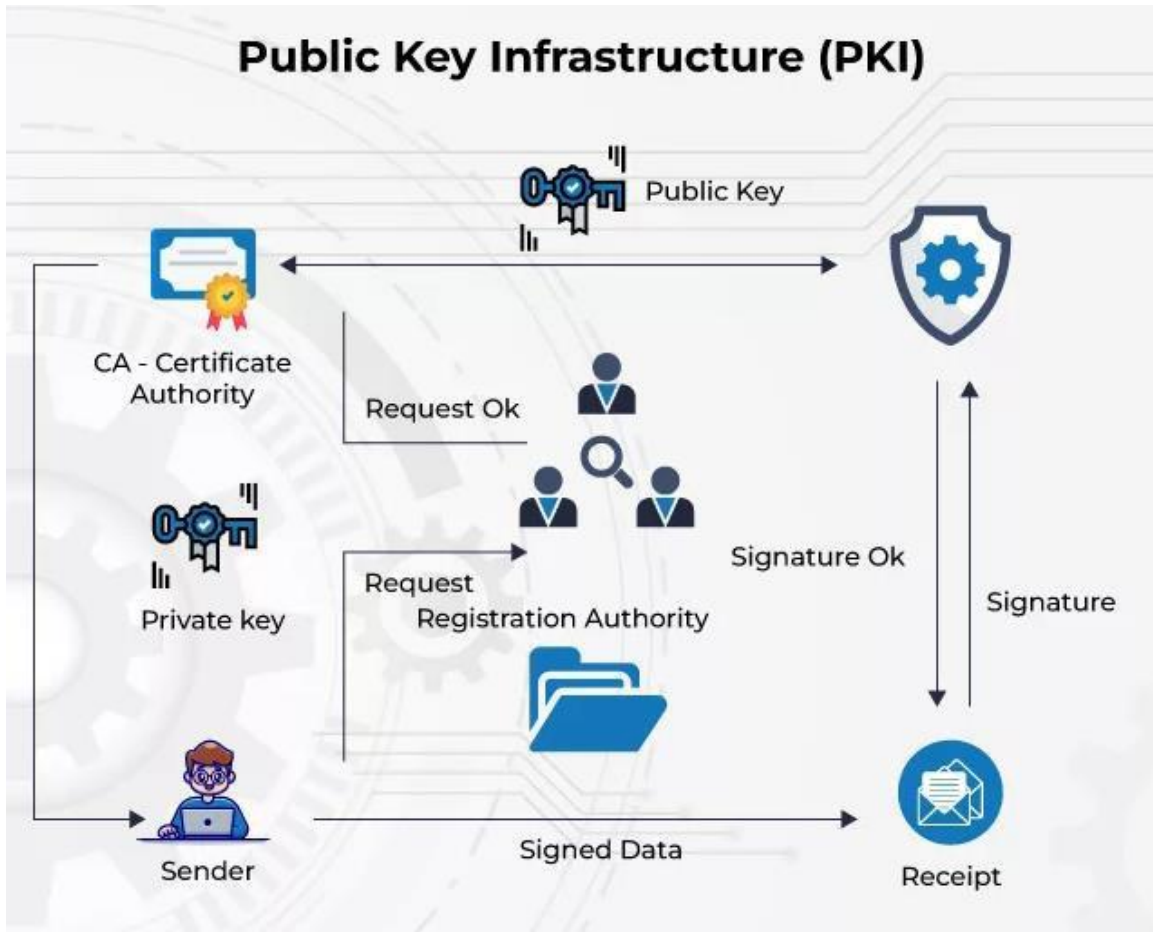 Public Key Infrastructure (PKI)
Public Key
CA - Certificate
Authority
Request Ok
Private key
Request
Registration Authority
Signature Ok
Signature
Sender
Signed Data
Receipt